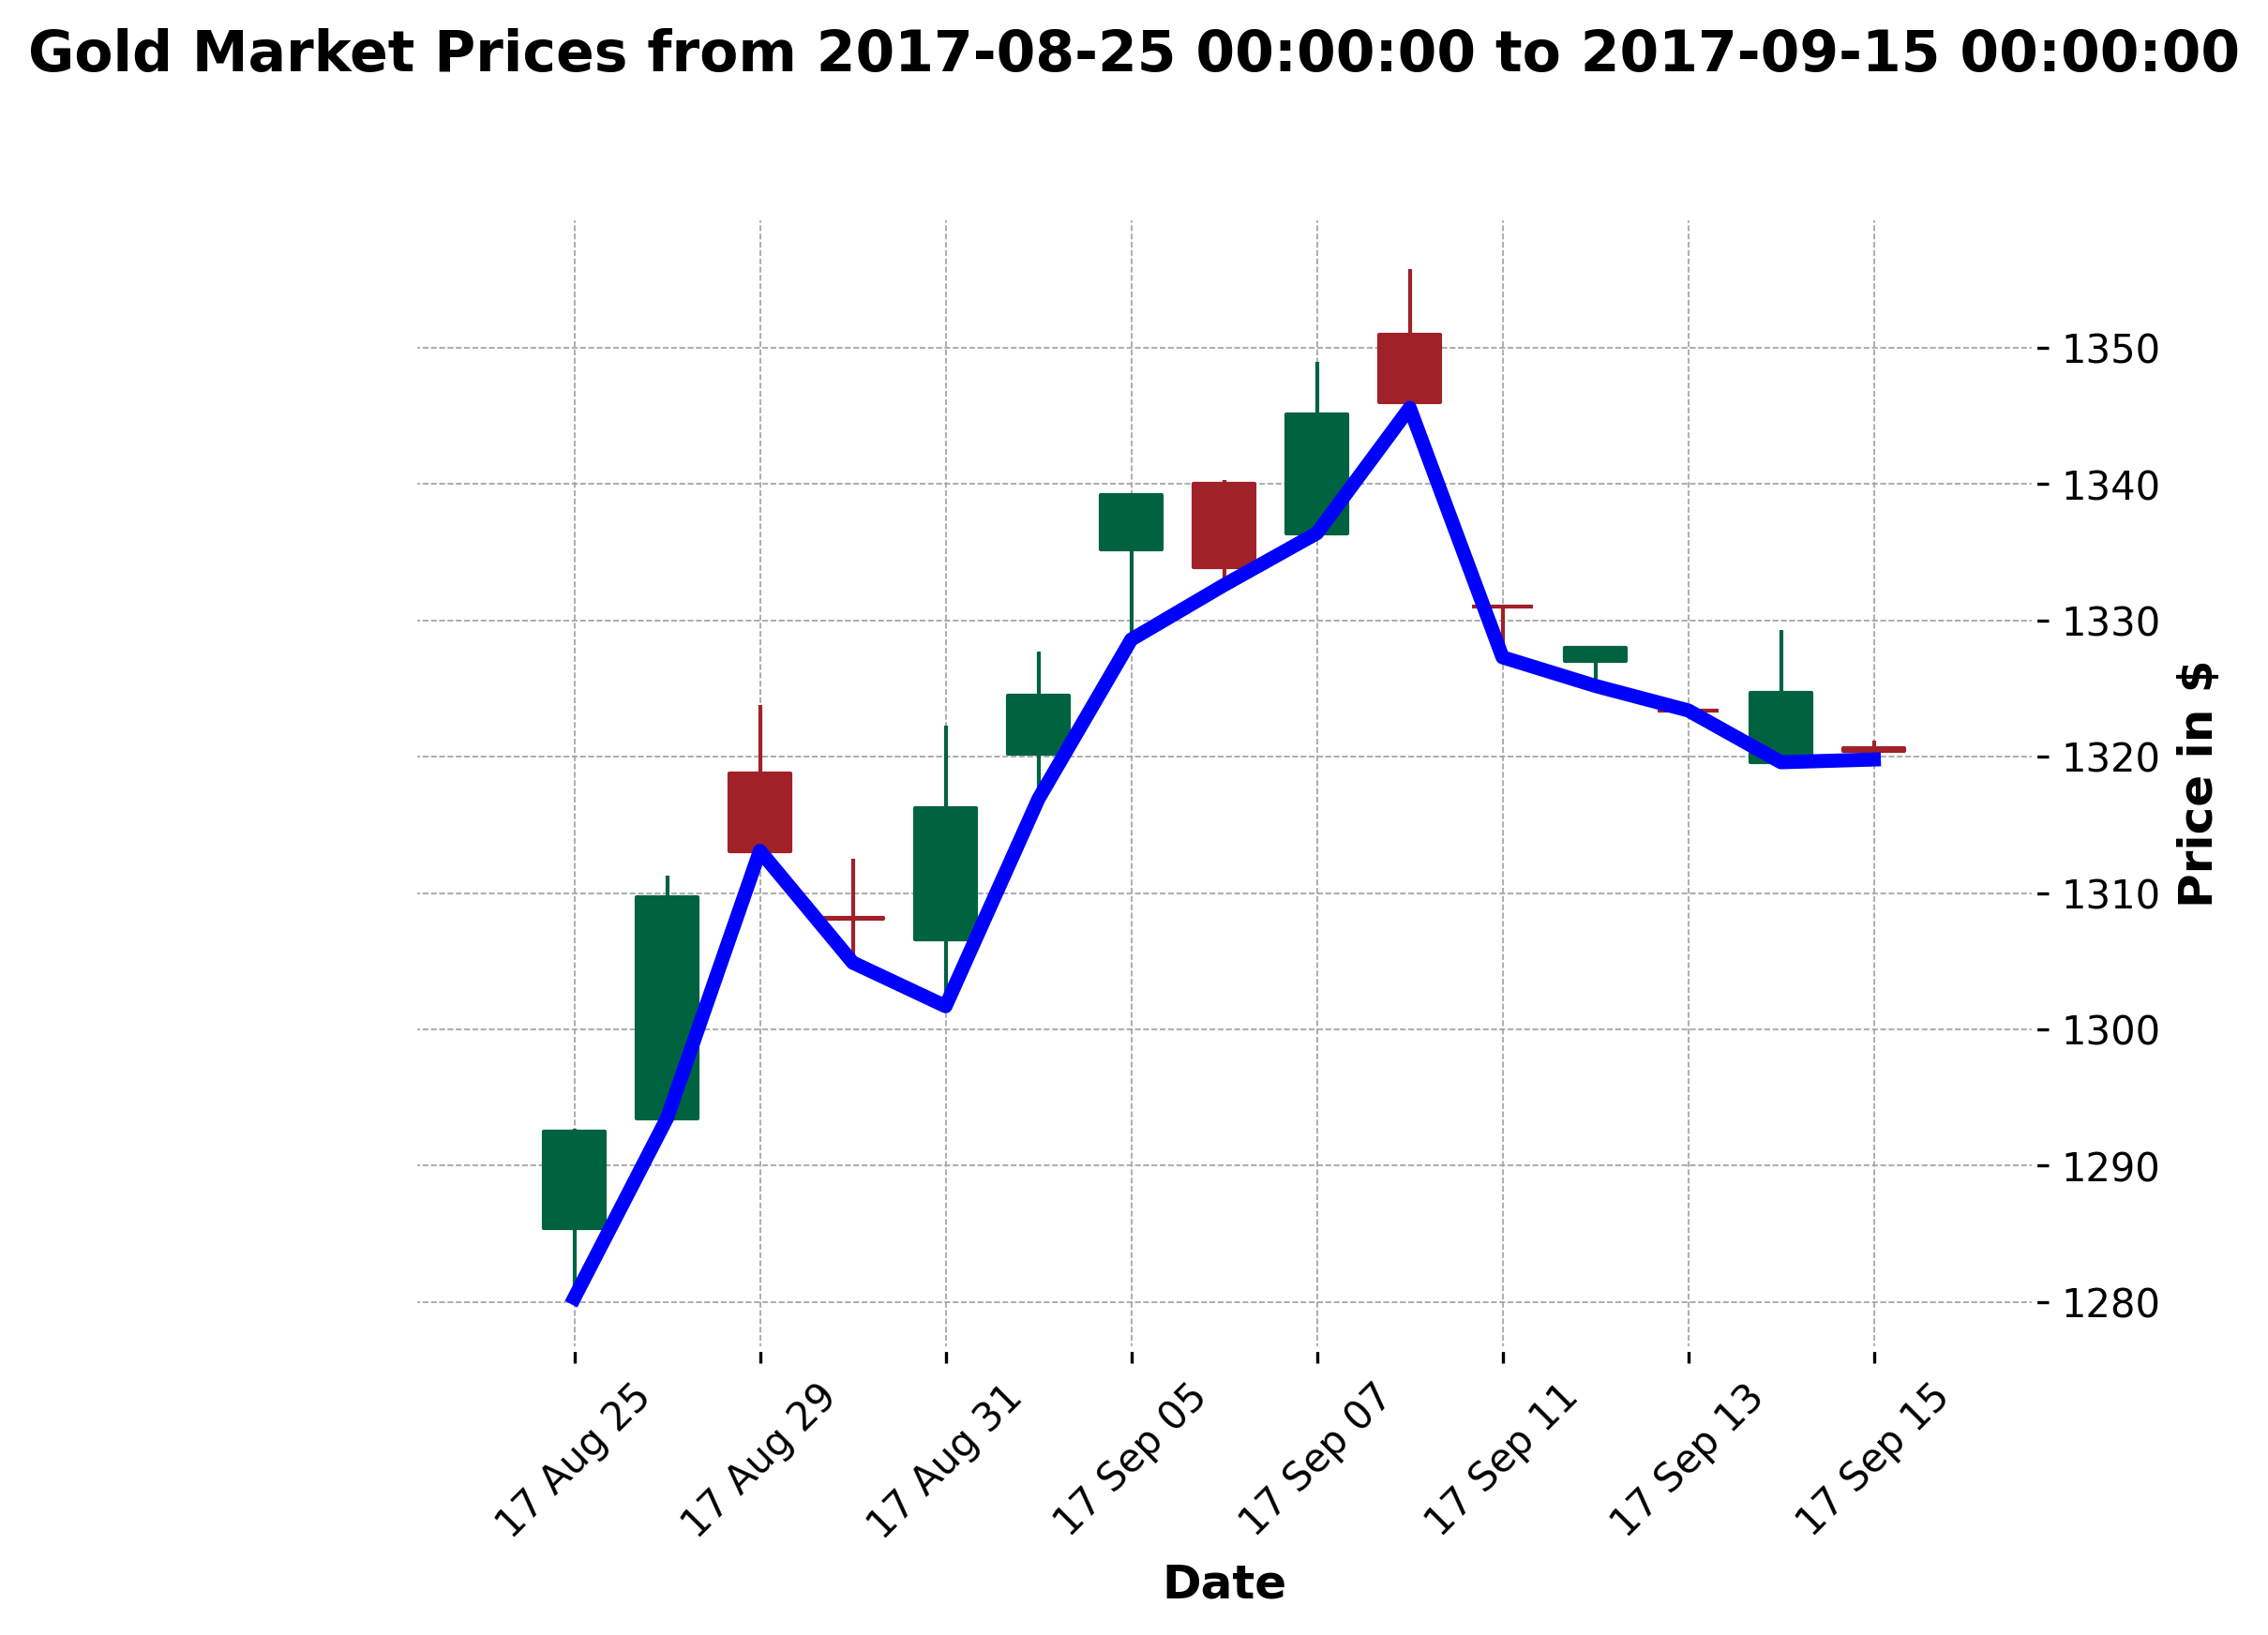 Gold Market Prices from 2017-08-25 00:00:00 to 2017-09-15 00:00:00
1350
1340
1330
1320
1310
1300
1290
1280
Price in $
17 Aug 25
17 Aug 29
17 Aug 31
17 Sep 05
17 Sep 07
17 Sep 11
17 Sep 13
17 Sep 15
Date